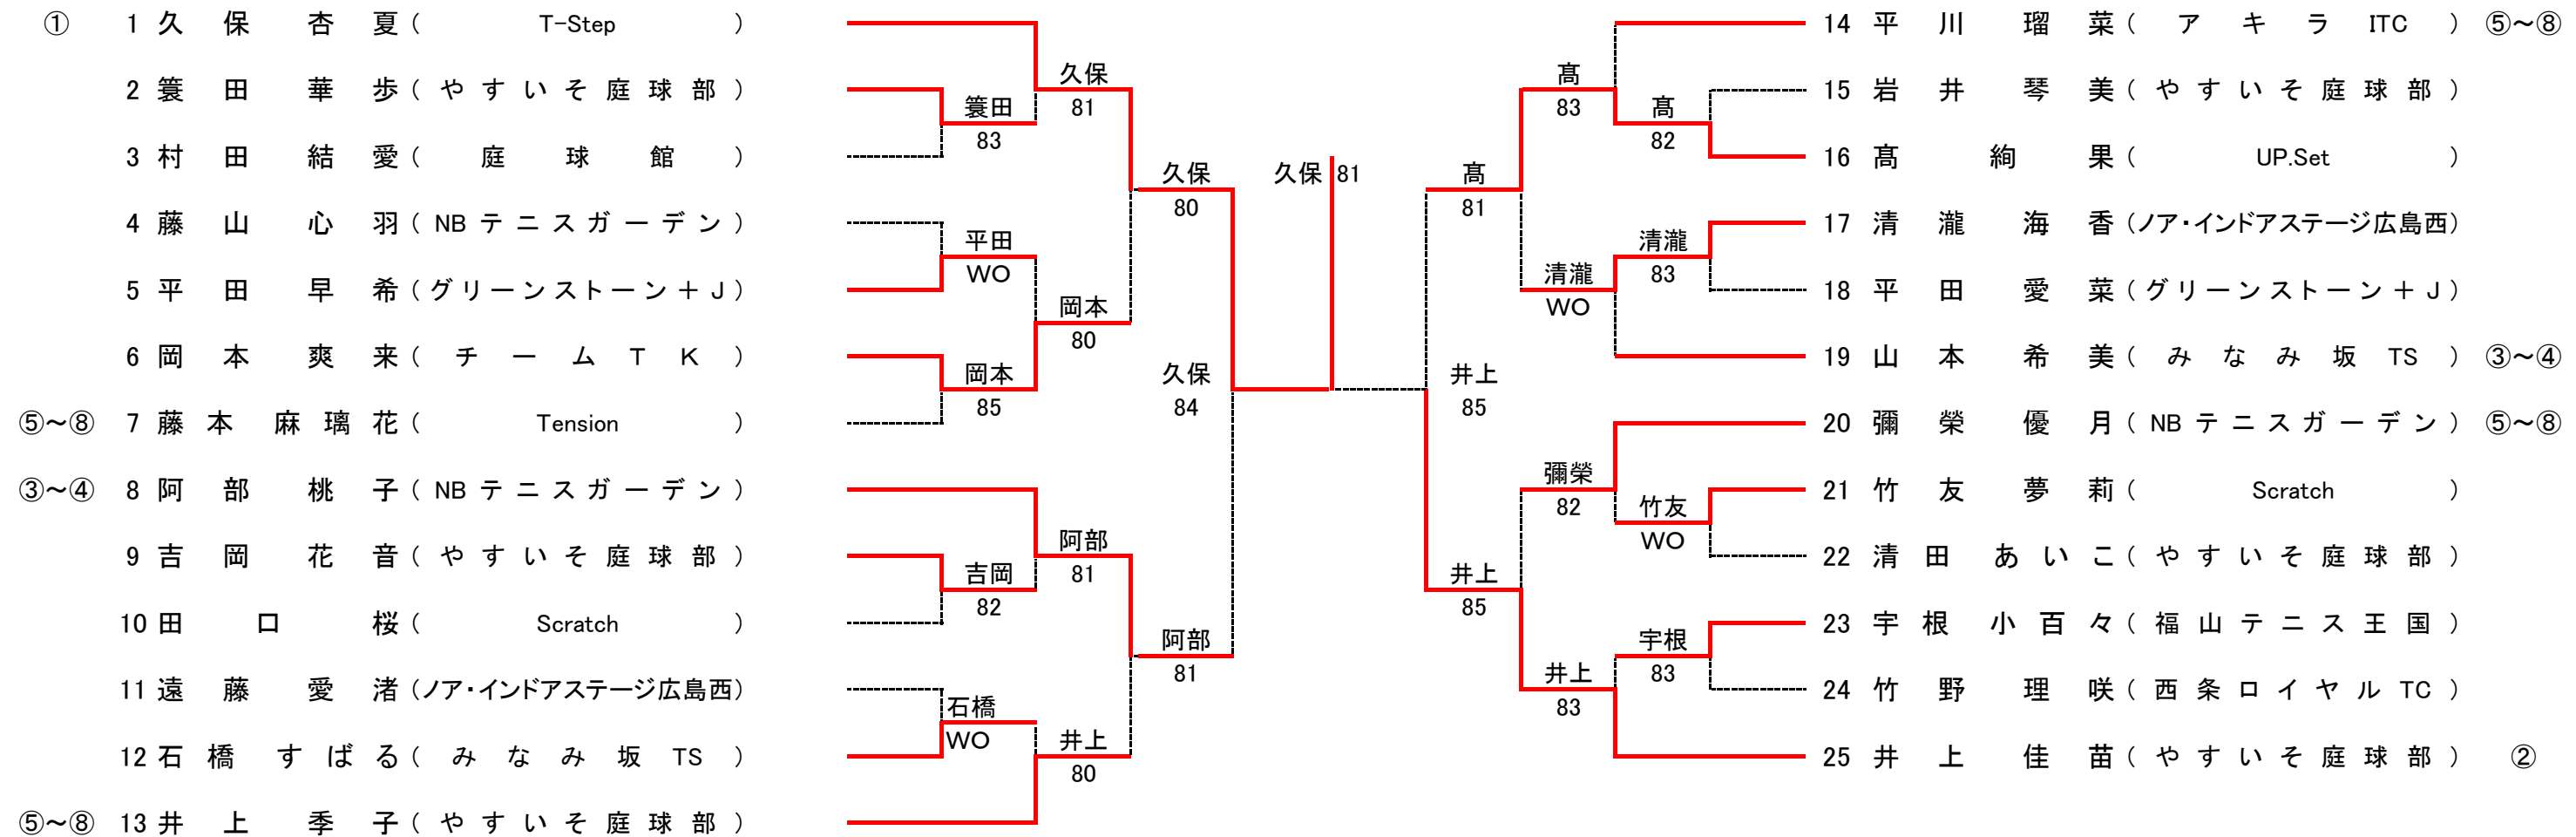 ① 1 久保杏夏 ( T-Step )
2 簑田華歩 ( やすいそ庭球部 )
3 村田結愛 ( 庭球館 )
4 藤山心羽 ( NBテニスガーデン )
5 平田早希 ( グリーンストーン＋J )
6 岡本爽来 ( チームTK )
⑤～⑧ 7 藤本麻璃花 ( Tension )
③～④ 8 阿部桃子 ( NBテニスガーデン )
9 吉岡花音 ( やすいそ庭球部 )
10 田口桜 ( Scratch )
11 遠藤愛渚 (ノア・インドアステージ広島西)
12 石橋すばる ( みなみ坂TS )
⑤～⑧ 13 井上季子 ( やすいそ庭球部 )
簑田
83
平田
WO
岡本
85
吉岡
82
石橋
WO
久保
81
岡本
80
阿部
81
井上
80
久保
80
阿部
81
久保
84
久保 81
井上
85
髙
81
井上
85
髙
83
清瀧
WO
彌榮
82
井上
83
髙
82
清瀧
83
竹友
WO
宇根
83
14 平川瑠菜 ( アキラITC ) ⑤～⑧
15 岩井琴美 ( やすいそ庭球部 )
16 髙絢果 ( UP.Set )
17 清瀧海香 (ノア・インドアステージ広島西)
18 平田愛菜 ( グリーンストーン＋J )
19 山本希美 ( みなみ坂TS ) ③～④
20 彌榮優月 ( NBテニスガーデン ) ⑤～⑧
21 竹友夢莉 ( Scratch )
22 清田あいこ ( やすいそ庭球部 )
23 宇根小百々 ( 福山テニス王国 )
24 竹野理咲 ( 西条ロイヤルTC )
25 井上佳苗 ( やすいそ庭球部 ) ②